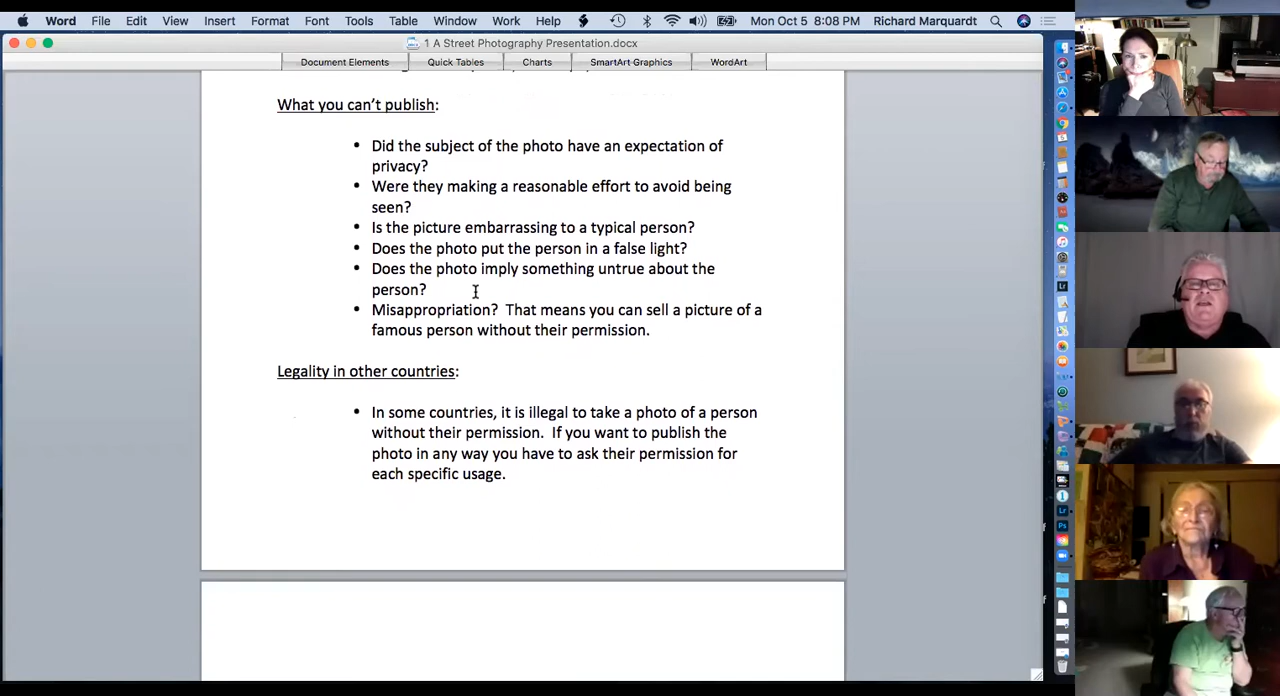 Word File Edit View Insert Format Font Tools Table Window Work Help Mon Oct 5 8:08 PM Richard Marquardt
1 A Street Photography Presentation.docx
Document Elements Quick Tables Charts SmartArt Graphics WordArt
What you can't publish:
• Did the subject of the photo have an expectation of
privacy?
• Were they making a reasonable effort to avoid being
seen?
• Is the picture embarrassing to a typical person?
• Does the photo put the person in a false light?
• Does the photo imply something untrue about the
person?
• Misappropriation?  That means you can sell a picture of a
famous person without their permission.
Legality in other countries:
• In some countries, it is illegal to take a photo of a person
without their permission.  If you want to publish the
photo in any way you have to ask their permission for
each specific usage.